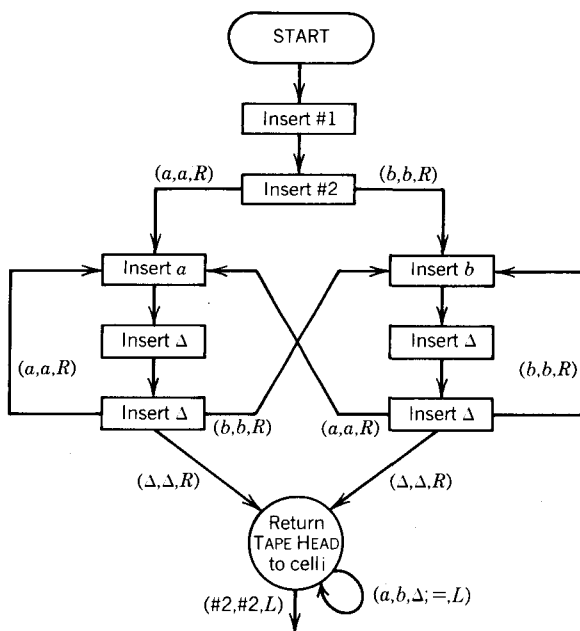 START
Insert #1
(a,a,R)
Insert #2
(b,b,R)
Insert a
Insert b
Insert Δ
Insert Δ
(a,a,R)
(b,b,R)
Insert Δ
(b,b,R)
(a,a,R)
Insert Δ
(Δ,Δ,R)
(Δ,Δ,R)
Return
TAPE HEAD
to cell i
(#2,#2,L)
(a,b,Δ;=,L)